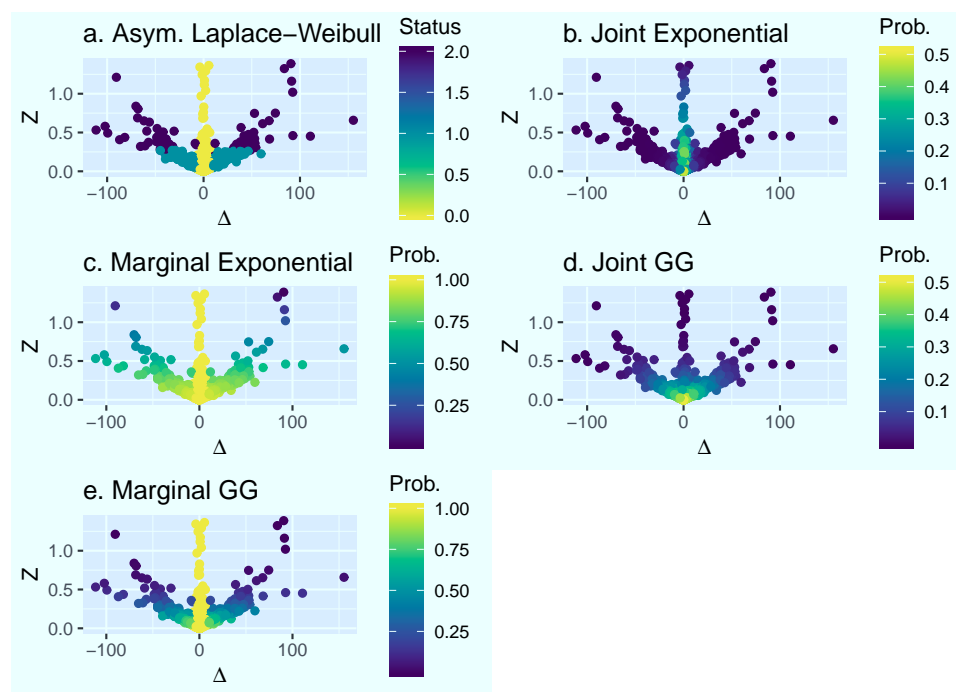 a. Asym. Laplace−Weibull
Status
Z
1.0
0.5
0.0
−100
0
100
Δ
2.0
1.5
1.0
0.5
0.0
b. Joint Exponential
Prob.
Z
1.0
0.5
0.0
−100
0
100
Δ
0.5
0.4
0.3
0.2
0.1
c. Marginal Exponential
Prob.
Z
1.0
0.5
0.0
−100
0
100
Δ
1.00
0.75
0.50
0.25
d. Joint GG
Prob.
Z
1.0
0.5
0.0
−100
0
100
Δ
0.5
0.4
0.3
0.2
0.1
e. Marginal GG
Prob.
Z
1.0
0.5
0.0
−100
0
100
Δ
1.00
0.75
0.50
0.25